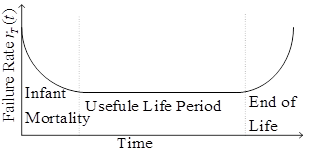 Failure Rate r_T(t)
Infant
Mortality
Usefule Life Period
End of
Life
Time